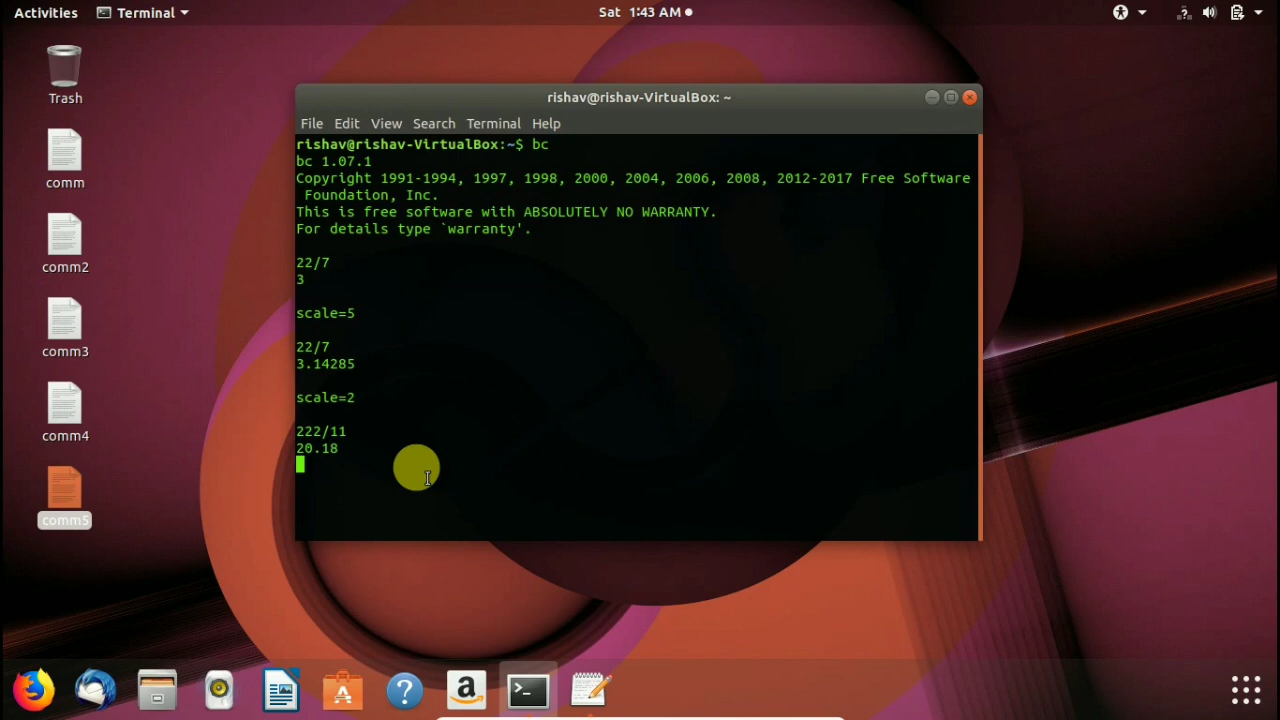 Activities Terminal Sat 1:43 AM
Trash
comm
comm2
comm3
comm4
comm5
rishav@rishav-VirtualBox: ~
File Edit View Search Terminal Help
rishav@rishav-VirtualBox:~$ bc
bc 1.07.1
Copyright 1991-1994, 1997, 1998, 2000, 2004, 2006, 2008, 2012-2017 Free Software
Foundation, Inc.
This is free software with ABSOLUTELY NO WARRANTY.
For details type `warranty'.
22/7
3
scale=5
22/7
3.14285
scale=2
222/11
20.18